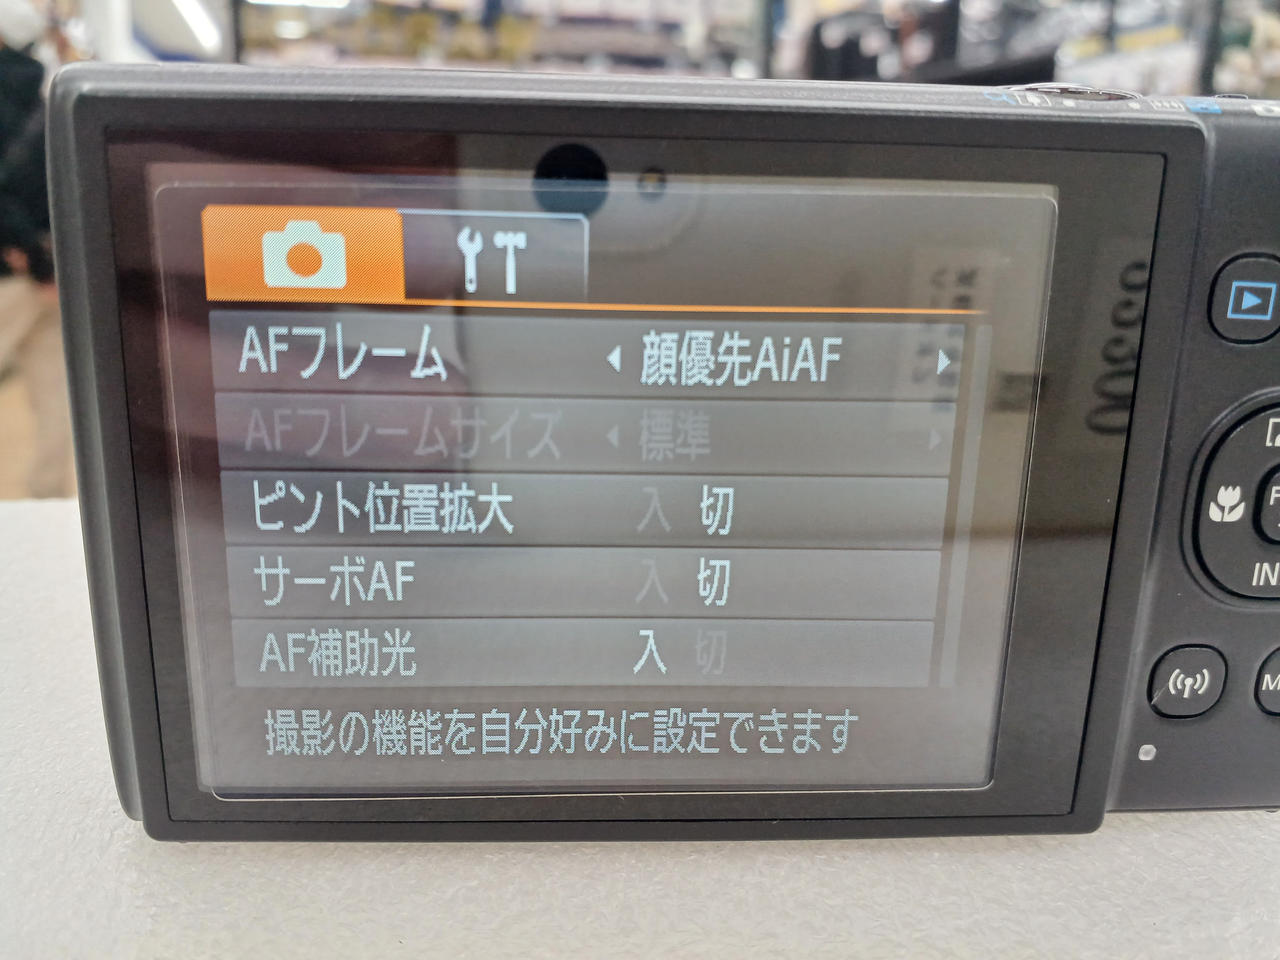 AFフレーム 顔優先AiAF
AFフレームサイズ 標準
ピント位置拡大 入 切
サーボAF 入 切
AF補助光 入 切
撮影の機能を自分好みに設定できます